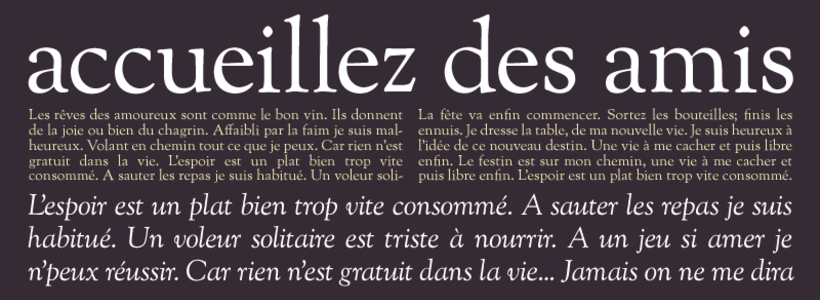 accueillez des amis
Les rêves des amoureux sont comme le bon vin. Ils donnent
de la joie ou bien du chagrin. Affaibli par la faim je suis mal-
heureux. Volant en chemin tout ce que je peux. Car rien n'est
gratuit dans la vie. L'espoir est un plat bien trop vite
consommé. A sauter les repas je suis habitué. Un voleur soli-
La fête va enfin commencer. Sortez les bouteilles; finis les
ennuis. Je dresse la table, de ma nouvelle vie. Je suis heureux à
l'idée de ce nouveau destin. Une vie à me cacher et puis libre
enfin. Le festin est sur mon chemin, une vie à me cacher et
puis libre enfin. L'espoir est un plat bien trop vite consommé.
L'espoir est un plat bien trop vite consommé. A sauter les repas je suis
habitué. Un voleur solitaire est triste à nourrir. A un jeu si amer je
n'peux réussir. Car rien n'est gratuit dans la vie... Jamais on ne me dira